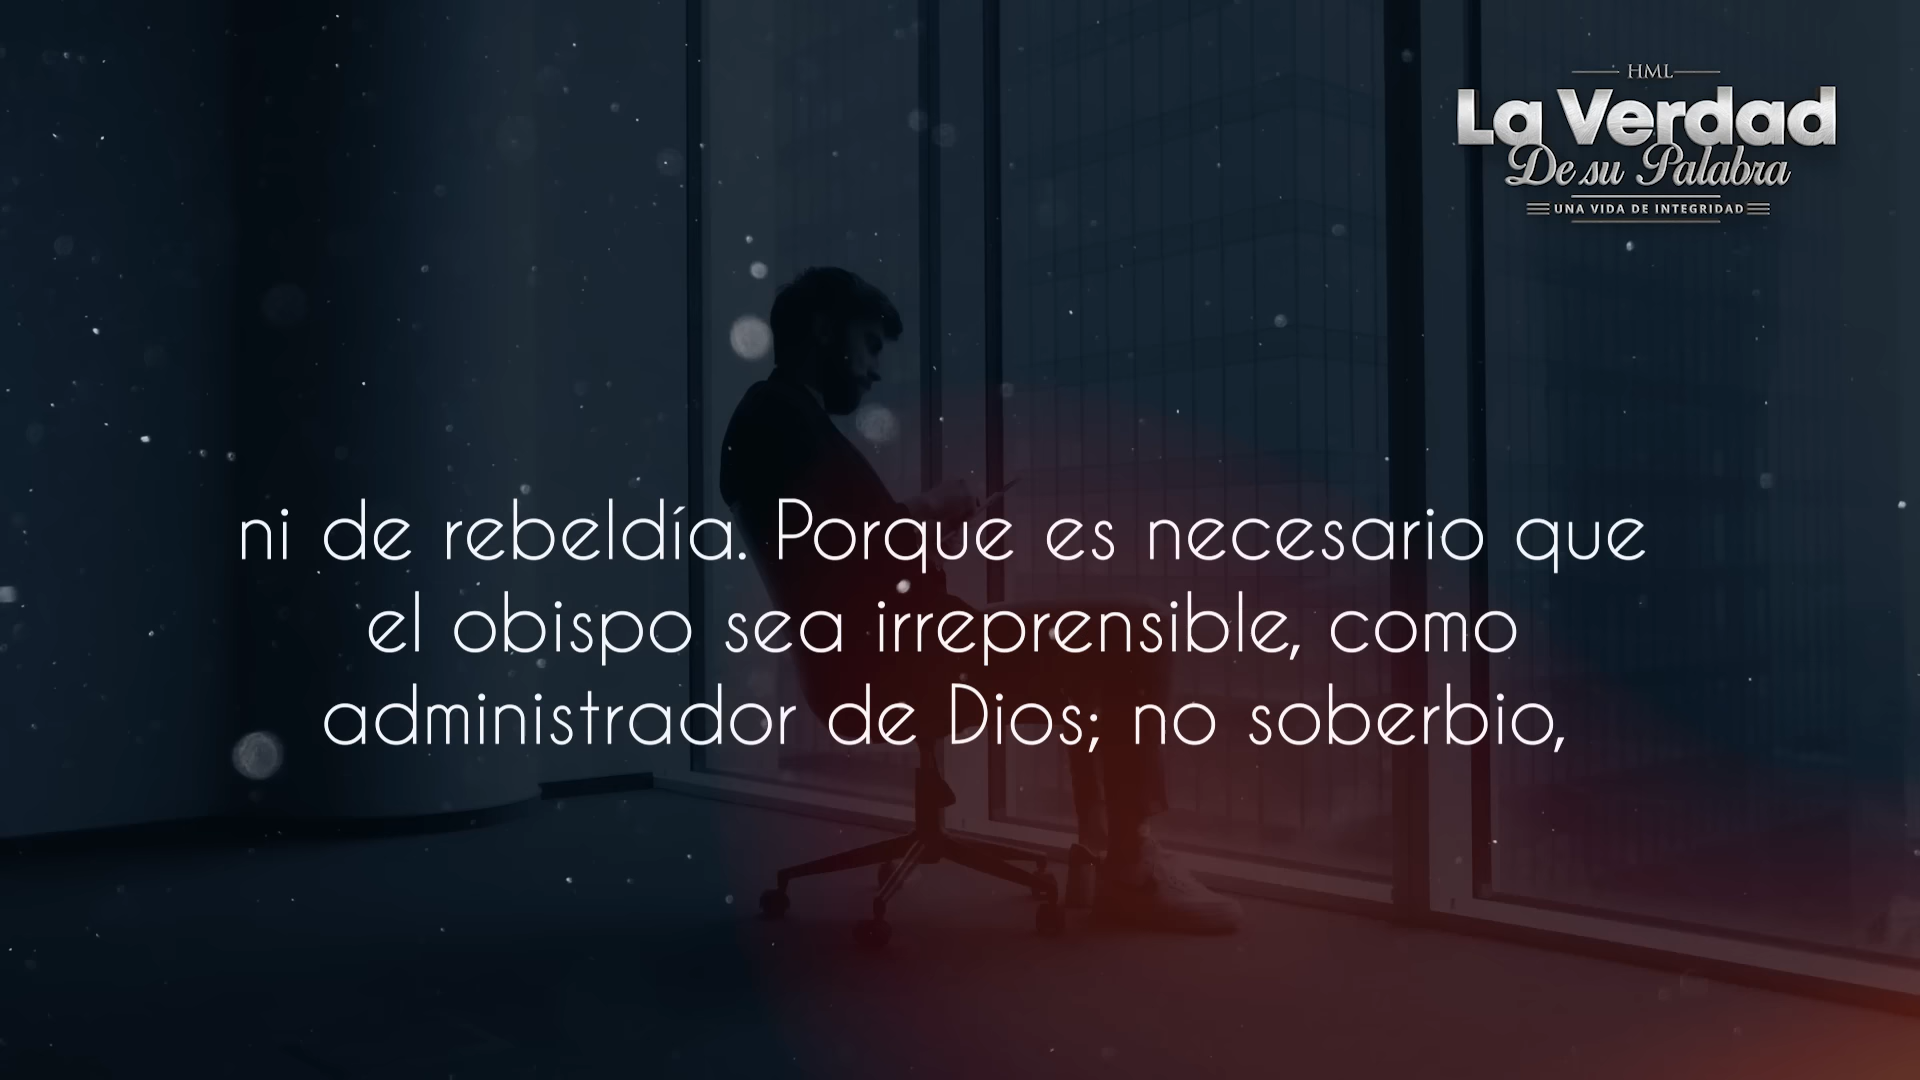 HML
La Verdad
De su Palabra
UNA VIDA DE INTEGRIDAD
ni de rebeldía. Porque es necesario que
el obispo sea irreprensible, como
administrador de Dios; no soberbio,